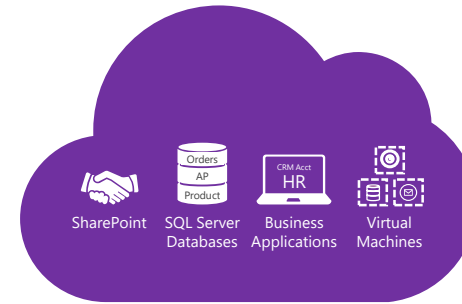 Orders
AP
Product
CRM Acct
HR
SharePoint
SQL Server
Databases
Business
Applications
Virtual
Machines